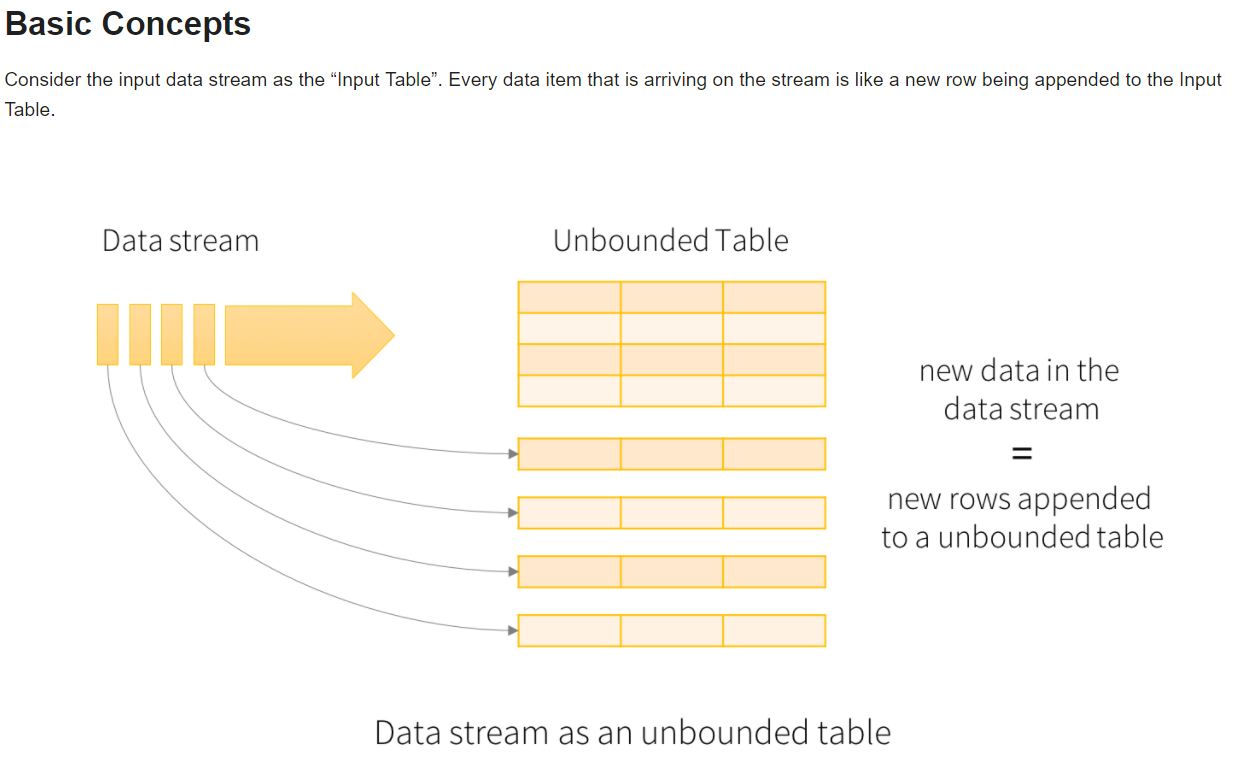 Basic Concepts
Consider the input data stream as the “Input Table”. Every data item that is arriving on the stream is like a new row being appended to the Input
Table.
Data stream
Unbounded Table
new data in the
data stream
=
new rows appended
to a unbounded table
Data stream as an unbounded table